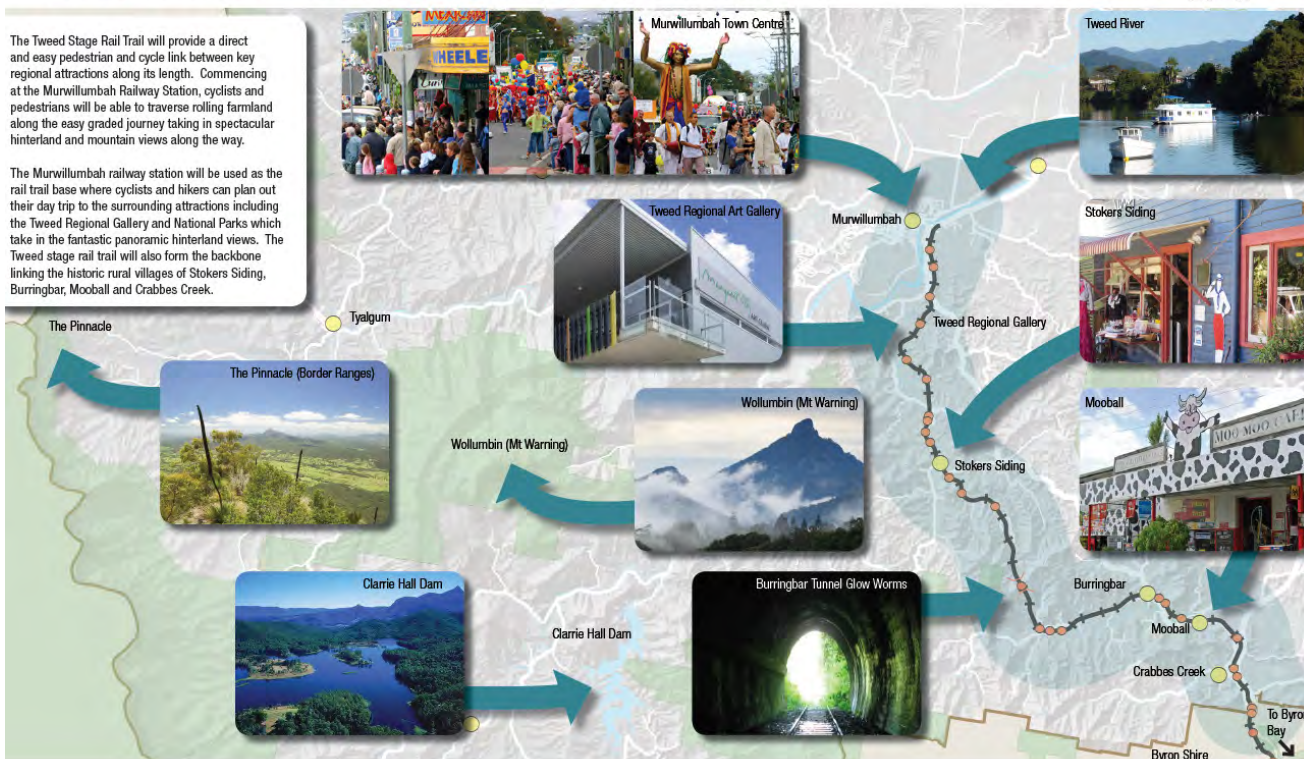 The Tweed Stage Rail Trail will provide a direct
and easy pedestrian and cycle link between key
regional attractions along its length. Commencing
at the Murwillumbah Railway Station, cyclists and
pedestrians will be able to traverse rolling farmland
along the easy graded journey taking in spectacular
hinterland and mountain views along the way.
The Murwillumbah railway station will be used as the
rail trail base where cyclists and hikers can plan out
their day trip to the surrounding attractions including
the Tweed Regional Gallery and National Parks which
take in the fantastic panoramic hinterland views. The
Tweed stage rail trail will also form the backbone
linking the historic rural villages of Stokers Siding,
Burringbar, Mooball and Crabbes Creek.
MEXICAN
WHEELE
Murwillumbah Town Centre
Tweed River
Murwillumbah
Tweed Regional Art Gallery
Stokers Siding
Tweed Regional Gallery
Tyalgum
The Pinnacle
The Pinnacle (Border Ranges)
Wollumbin (Mt Warning)
Wollumbin (Mt Warning)
Mooball
MOO MOO CAFE
Stokers Siding
Clarrie Hall Dam
Clarrie Hall Dam
Burringbar Tunnel Glow Worms
Burringbar
Mooball
Crabbes Creek
To Byron
Bay
Byron Shire